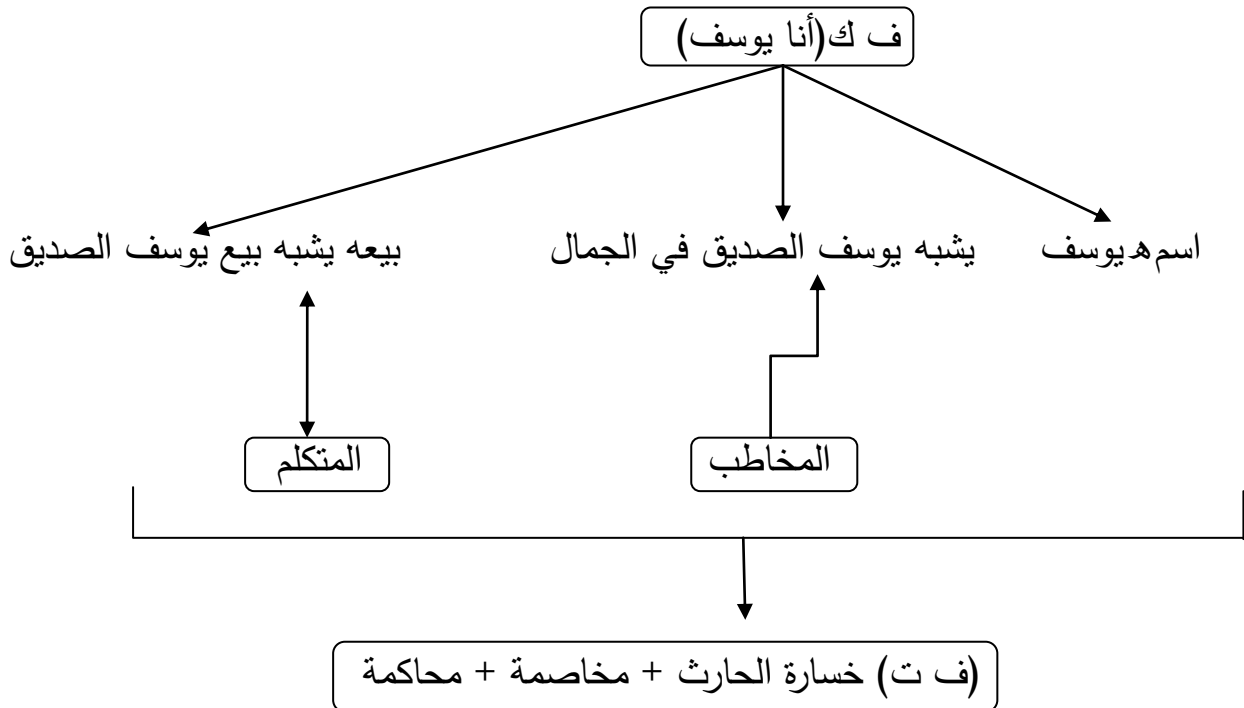 ف ك(أنا يوسف)
اسمه يوسف
يشبه يوسف الصديق في الجمال
بيعه يشبه بيع يوسف الصديق
المخاطب
المتكلم
(ف ت) خسارة الحارث + مخاصمة + محاكمة